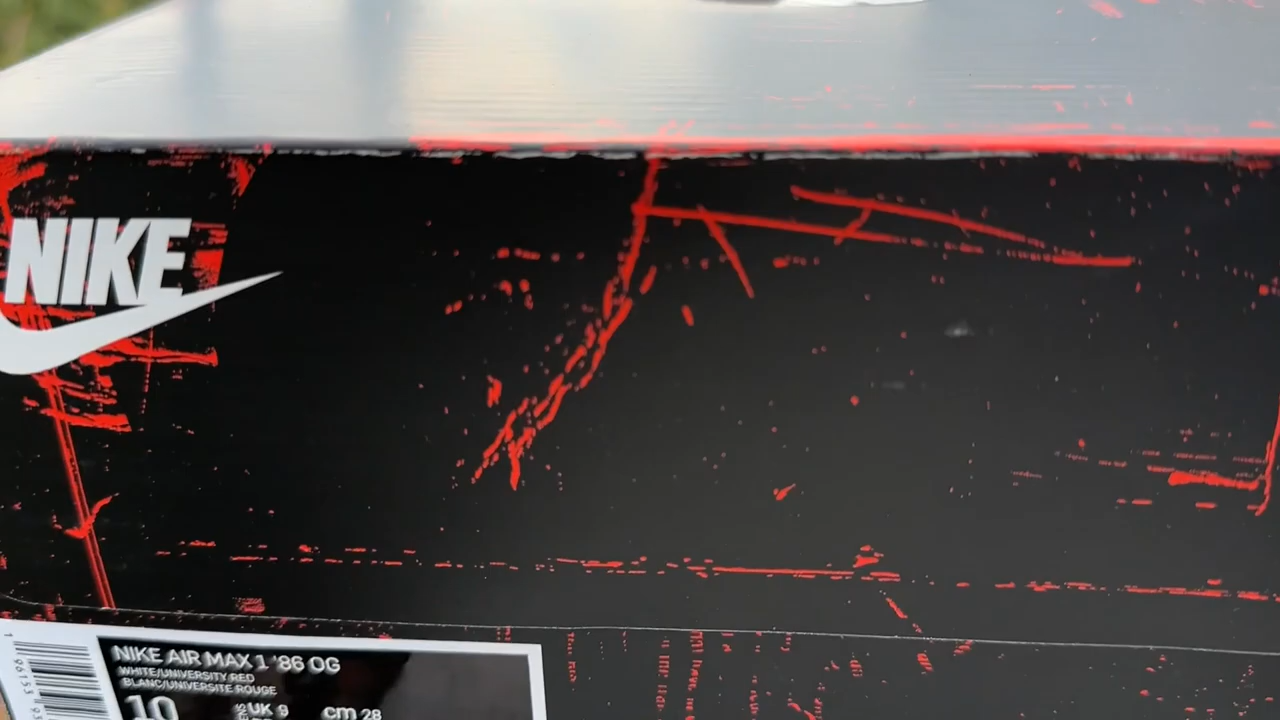 NIKE
NIKE AIR MAX 1 '86 OG
WHITE/UNIVERSITY RED
BLANC/UNIVERSITE ROUGE
10 UK 9 cm 28